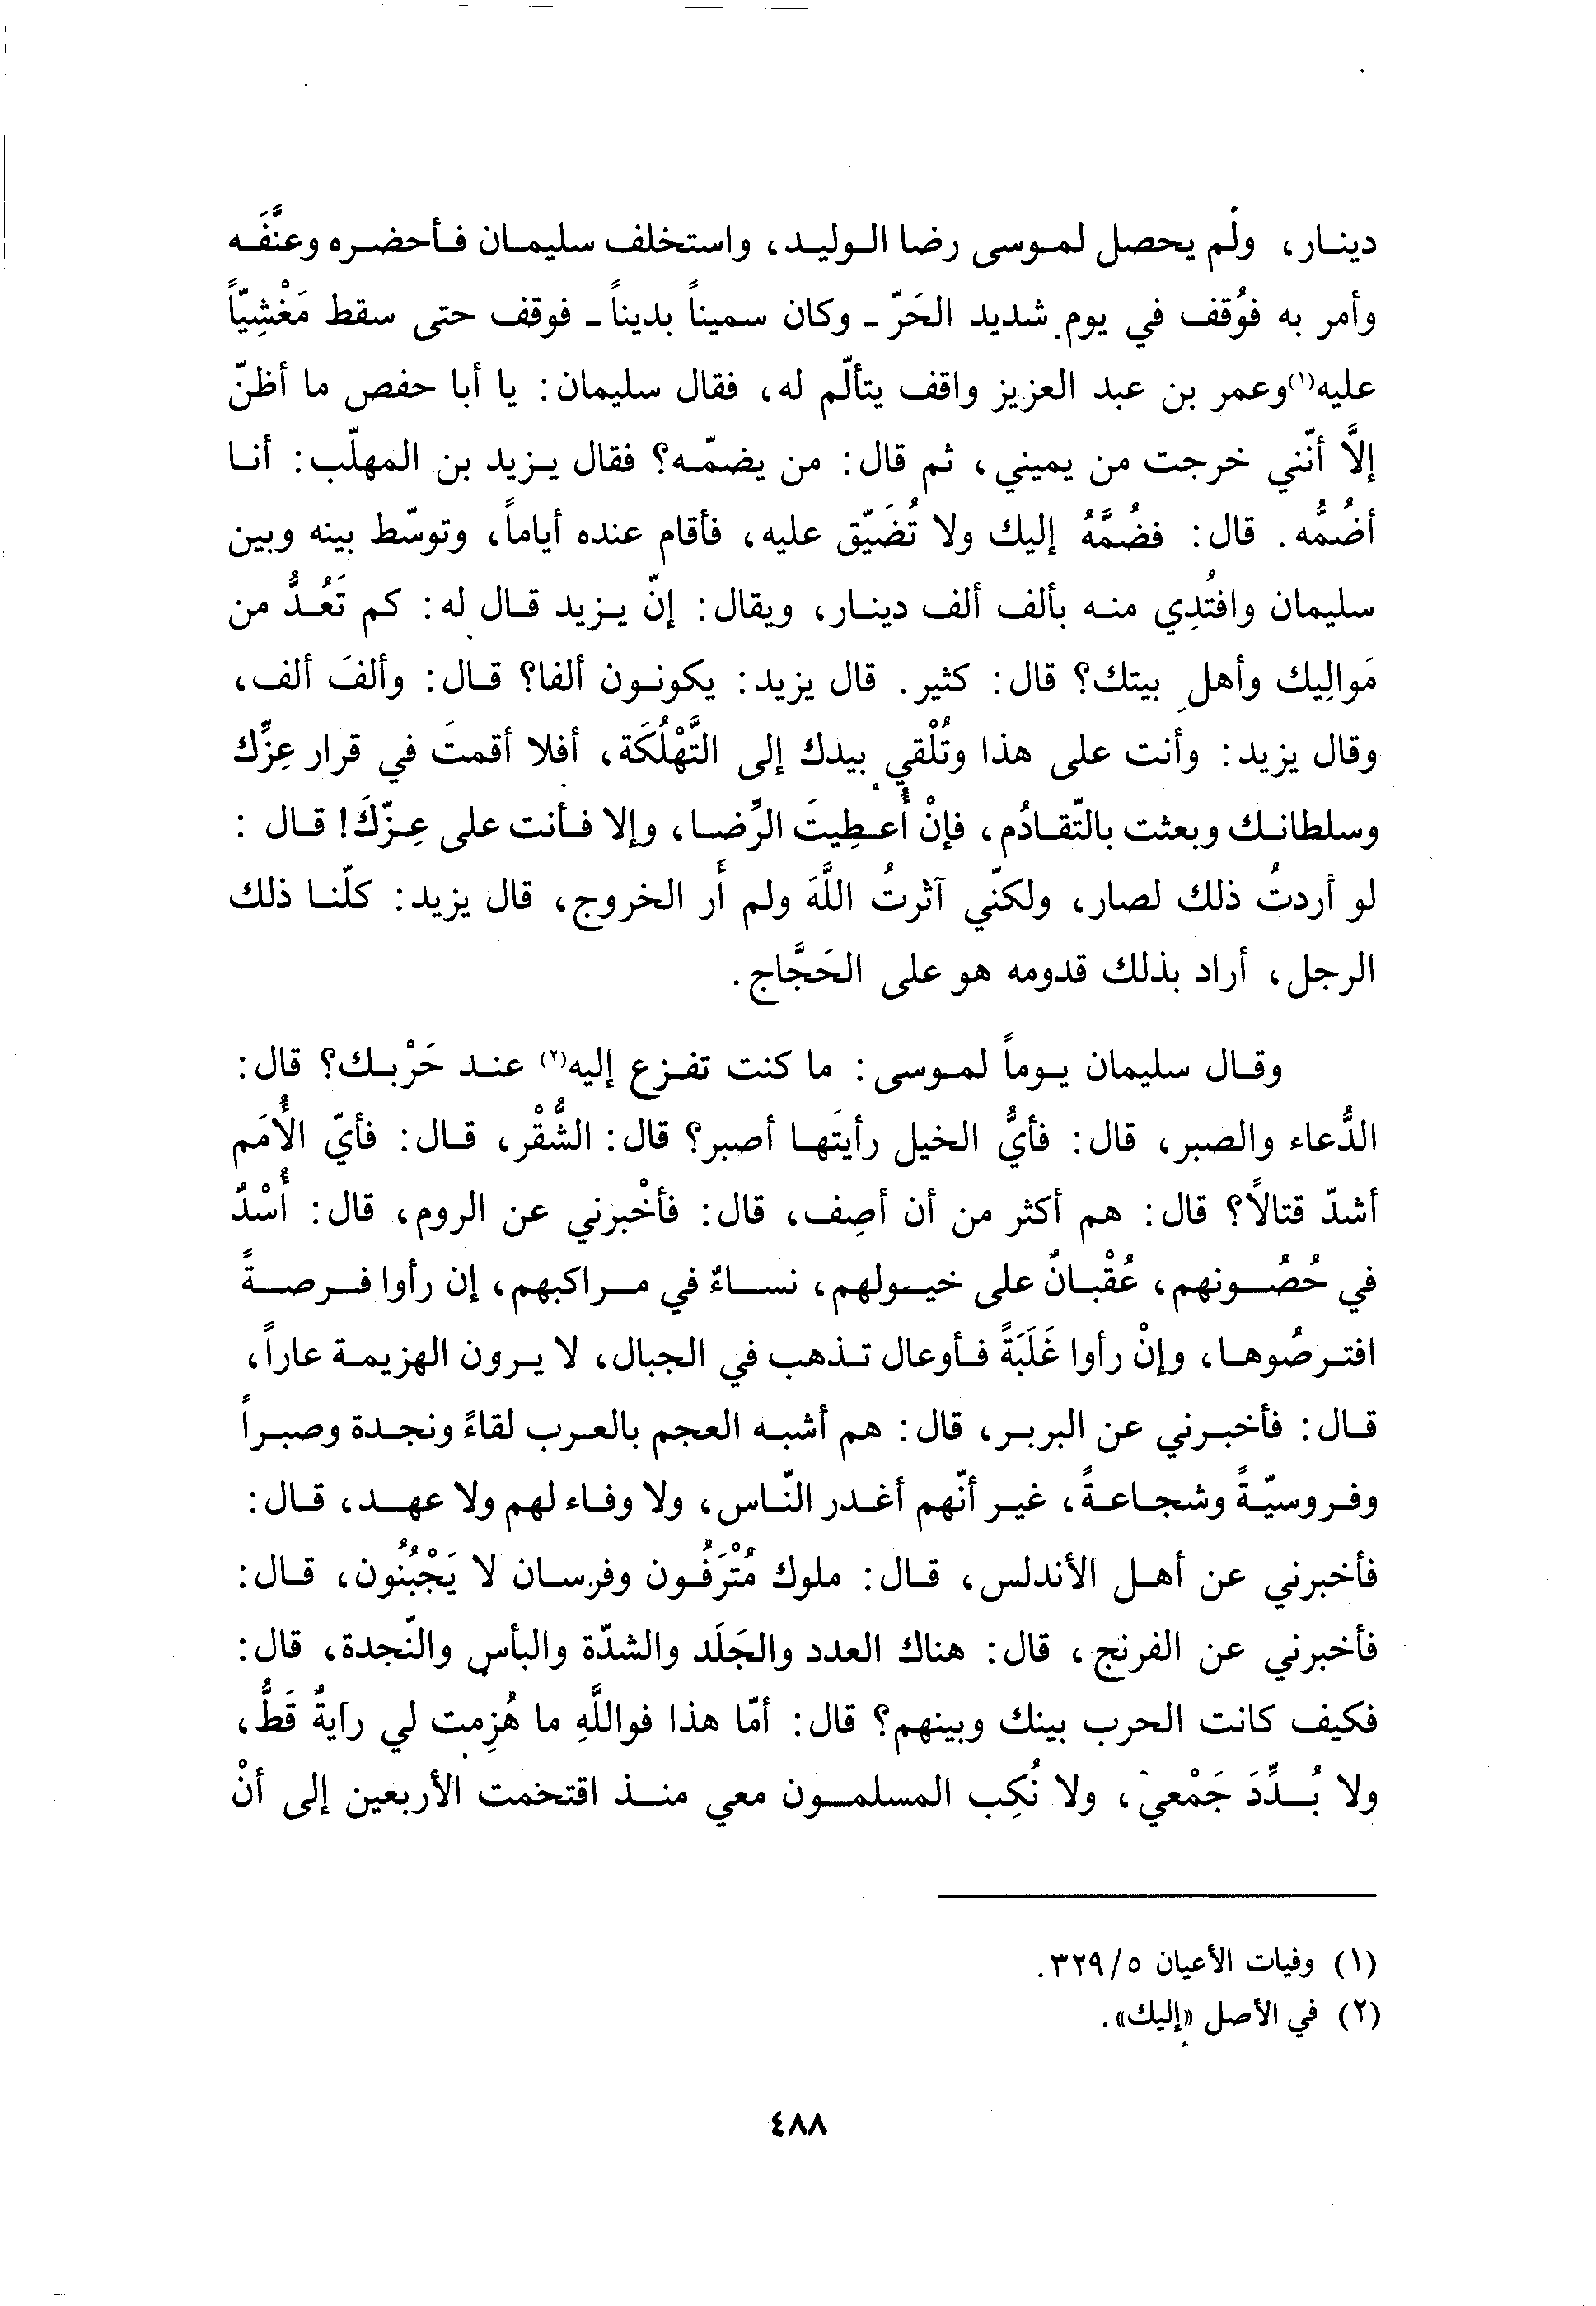 دينار، ولم يحصل لموسى رضا الوليد، واستخلف سليمان فأحضره وعنَّفَه
وأمر به فوُقف في يوم شديد الحَرّ ـ وكان سميناً بديناً ـ فوقف حتى سقط مَغْشِيّاً
عليه(١) وعمر بن عبد العزيز واقف يتألّم له، فقال سليمان: يا أبا حفص ما أظنّ
إلاَّ أنّني خرجت من يميني، ثم قال: من يضمّه؟ فقال يزيد بن المهلّب: أنا
أضُمُّه. قال: فضُمَّهُ إليك ولا تُضَيّق عليه، فأقام عنده أياماً، وتوسّط بينه وبين
سليمان وافتُدِي منه بألف ألف دينار، ويقال: إنّ يزيد قال له: كم تَعُدُّ من
مَوالِيك وأهل بيتك؟ قال: كثير. قال يزيد: يكونون ألفا؟ قال: وألفَ ألف،
وقال يزيد: وأنت على هذا وتُلْقي بيدك إلى التَّهْلُكَة، أفلا أقمتَ في قرار عِزِّك
وسلطانك وبعثت بالتّقادُم، فإنْ أُعطِيتَ الرِّضا، وإلا فأنت على عِزّكَ! قال:
لو أردتُ ذلك لصار، ولكنّي آثرتُ اللَّهَ ولم أَر الخروج، قال يزيد: كلّنا ذلك
الرجل، أراد بذلك قدومه هو على الحَجَّاج.
وقال سليمان يوماً لموسى: ما كنت تفزع إليه(٢) عند حَرْبك؟ قال:
الدُّعاء والصبر، قال: فأيُّ الخيل رأيتَها أصبر؟ قال: الشُّقْر، قال: فأيّ الأُمَم
أشدّ قتالاً؟ قال: هم أكثر من أن أصِف، قال: فأخْبرني عن الروم، قال: أُسْدٌ
في حُصُونهم، عُقْبانٌ على خيولهم، نساءٌ في مراكبهم، إن رأوا فرصةً
افترصُوها، وإنْ رأوا غَلَبَةً فأوعال تذهب في الجبال، لا يرون الهزيمة عاراً،
قال: فأخبرني عن البربر، قال: هم أشبه العجم بالعرب لقاءً ونجدة وصبراً
وفروسيّةً وشجاعةً، غير أنّهم أغدر النّاس، ولا وفاء لهم ولا عهد، قال:
فأخبرني عن أهل الأندلس، قال: ملوك مُتْرَفُون وفرسان لا يَجْبُنُون، قال:
فأخبرني عن الفرنج، قال: هناك العدد والجَلَد والشدّة والبأس والنّجدة، قال:
فكيف كانت الحرب بينك وبينهم؟ قال: أمّا هذا فواللَّهِ ما هُزِمت لي رايةٌ قَطُّ،
ولا بُدِّدَ جَمْعي، ولا نُكِب المسلمون معي منذ اقتخمت الأربعين إلى أنْ
(١) وفيات الأعيان ٥/٣٢٩.
(٢) في الأصل «إليك».
٤٨٨